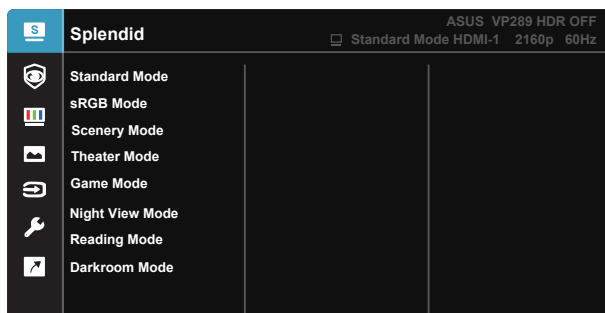 S
Splendid
ASUS VP289 HDR OFF
Standard Mode HDMI-1 2160p 60Hz
Standard Mode
sRGB Mode
Scenery Mode
Theater Mode
Game Mode
Night View Mode
Reading Mode
Darkroom Mode